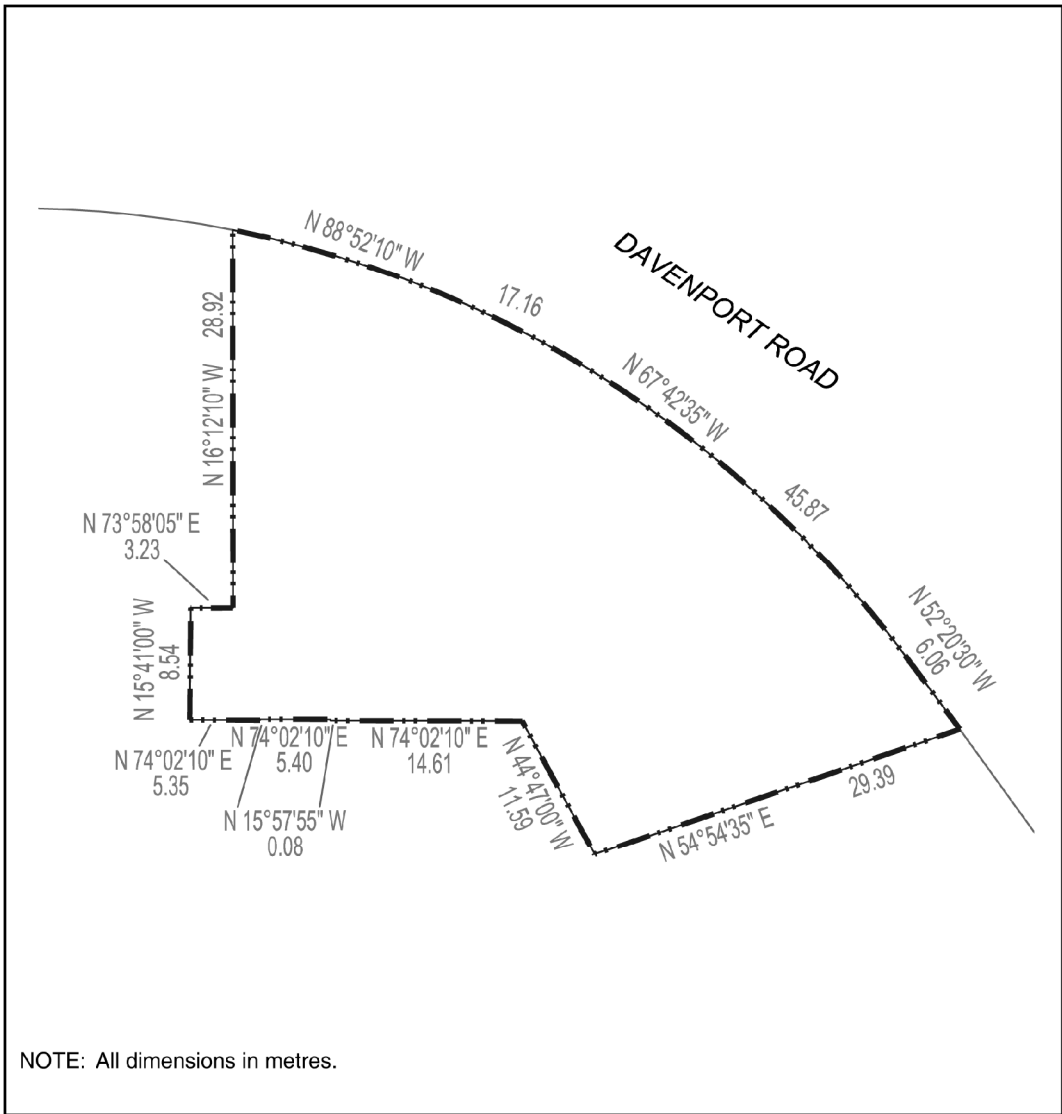 N 88°52'10" W
17.16
DAVENPORT ROAD
N 67°42'35" W
45.87
N 52°20'30" W
6.06
28.92
N 16°12'10" W
N 73°58'05" E
3.23
N 15°41'00" W
8.54
N 74°02'10" E
5.35
N 74°02'10" E
5.40
N 74°02'10" E
14.61
N 15°57'55" W
0.08
N 44°47'00" W
11.59
N 54°54'35" E
29.39
NOTE: All dimensions in metres.